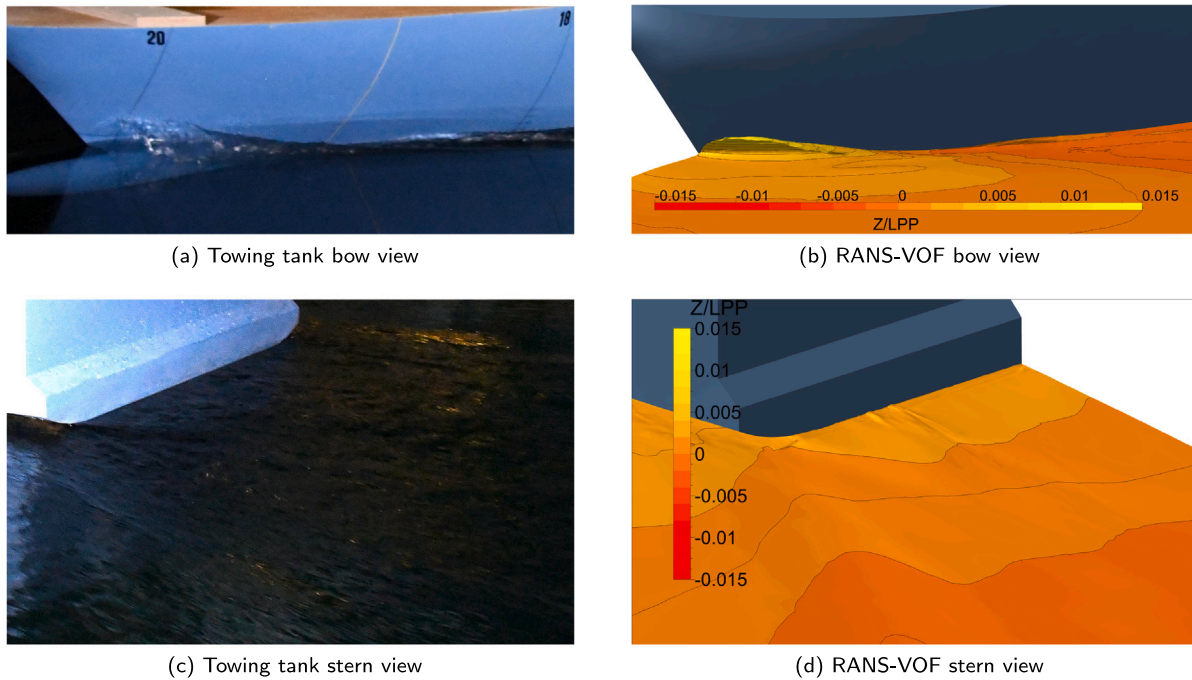 20
18
-0.015 -0.01 -0.005 0 0.005 0.01 0.015
Z/LPP
(a) Towing tank bow view
(b) RANS-VOF bow view
Z/LPP
0.015
0.01
0.005
0
-0.005
-0.01
-0.015
(c) Towing tank stern view
(d) RANS-VOF stern view